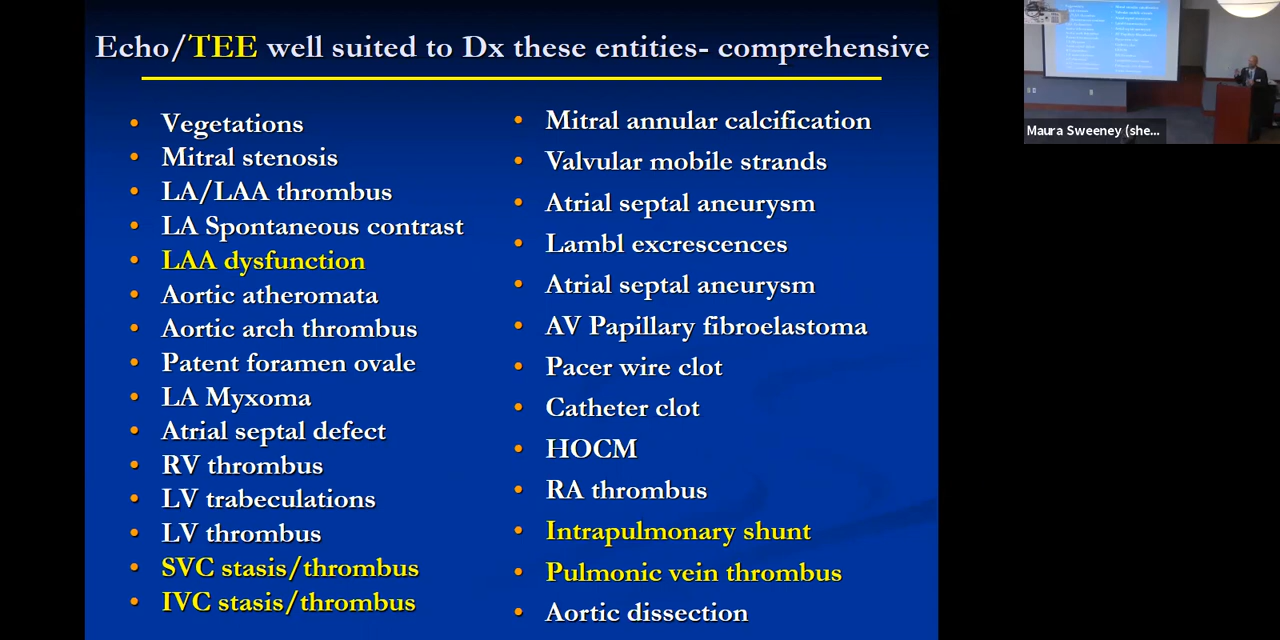 Echo/TEE well suited to Dx these entities- comprehensive
Vegetations
Mitral stenosis
LA/LAA thrombus
LA Spontaneous contrast
LAA dysfunction
Aortic atheromata
Aortic arch thrombus
Patent foramen ovale
LA Myxoma
Atrial septal defect
RV thrombus
LV trabeculations
LV thrombus
SVC stasis/thrombus
IVC stasis/thrombus
Mitral annular calcification
Valvular mobile strands
Atrial septal aneurysm
Lambl excrescences
Atrial septal aneurysm
AV Papillary fibroelastoma
Pacer wire clot
Catheter clot
HOCM
RA thrombus
Intrapulmonary shunt
Pulmonic vein thrombus
Aortic dissection
Maura Sweeney (she...